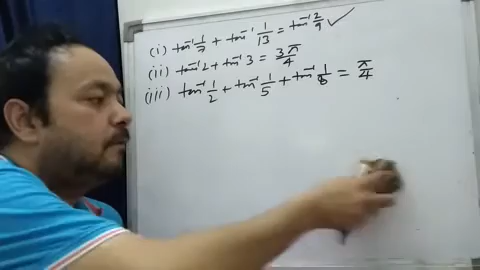 (i) tan⁻¹ 1/7 + tan⁻¹ 1/13 = tan⁻¹ 2/9 ✓
(ii) tan⁻¹ 2 + tan⁻¹ 3 = 3π/4
(iii) tan⁻¹ 1/2 + tan⁻¹ 1/5 + tan⁻¹ 1/8 = π/4